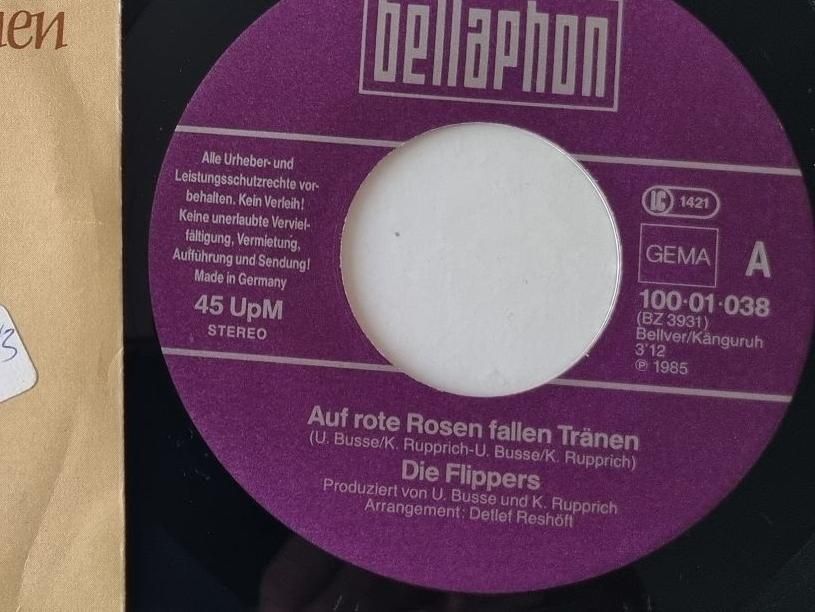 bellaphon
Alle Urheber- und
Leistungsschutzrechte vor-
behalten. Kein Verleih!
Keine unerlaubte Verviel-
fältigung, Vermietung,
Aufführung und Sendung!
Made in Germany
45 UpM
STEREO
LC 1421
GEMA A
100·01·038
(BZ 3931)
Bellver/Känguruh
3'12
℗ 1985
Auf rote Rosen fallen Tränen
(U. Busse/K. Rupprich-U. Busse/K. Rupprich)
Die Flippers
Produziert von U. Busse und K. Rupprich
Arrangement: Detlef Reshöft